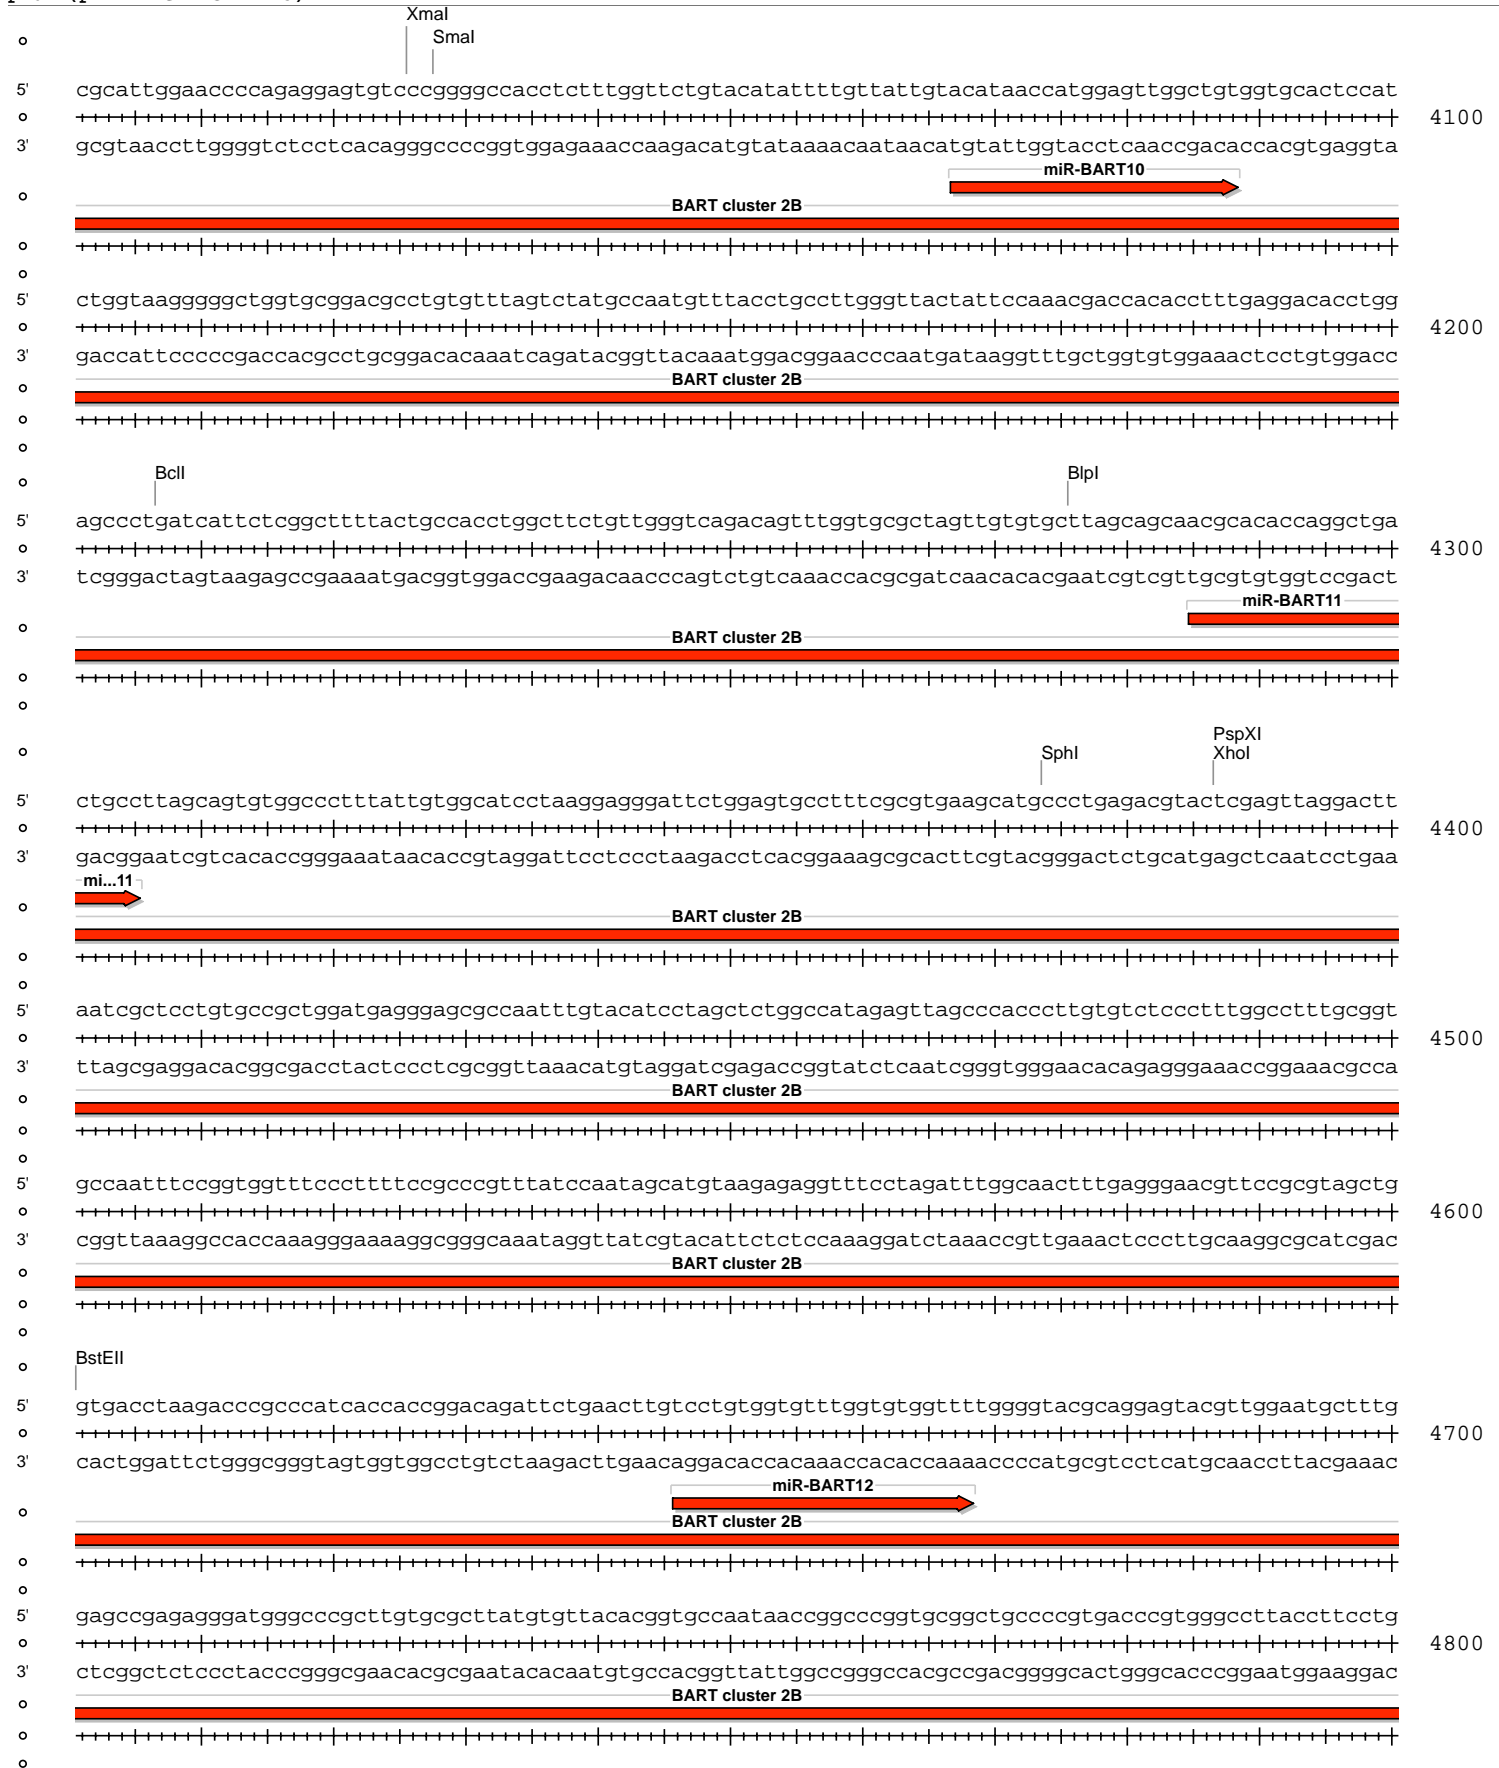 XmaI
SmaI
5' cgcattggaaccccagaggagtgtcccggggccacctctttggttctgtacatattttgttattgtacataaccatggagttggctgtggtgcactccat
4100
3' gcgtaaccttggggtctcctcacagggccccggtggagaaaccaagacatgtataaaacaataacatgtattggtacctcaaccgacaccacgtgaggta
miR-BART10
BART cluster 2B
5' ctggtaagggggctggtgcggacgcctgtgtttagtctatgccaatgtttacctgccttgggttactattccaaacgaccacacctttgaggacacctgg
4200
3' gaccattcccccgaccacgcctgcggacacaaatcagatacggttacaaatggacggaacccaatgataaggtttgctggtgtggaaactcctgtggacc
BART cluster 2B
BclI BlpI
5' agccctgatcattctcggcttttactgccacctggcttctgttgggtcagacagtttggtgcgctagttgtgtgcttagcagcaacgcacaccaggctga
4300
3' tcgggactagtaagagccgaaaatgacggtggaccgaagacaacccagtctgtcaaaccacgcgatcaacacacgaatcgtcgttgcgtgtggtccgact
miR-BART11
BART cluster 2B
PspXI
SphI XhoI
5' ctgccttagcagtgtggccctttattgtggcatcctaaggagggattctggagtgcctttcgcgtgaagcatgccctgagacgtactcgagttaggactt
4400
3' gacggaatcgtcacaccgggaaataacaccgtaggattcctccctaagacctcacggaaagcgcacttcgtacgggactctgcatgagctcaatcctgaa
mi...11
BART cluster 2B
5' aatcgctcctgtgccgctggatgagggagcgccaatttgtacatcctagctctggccatagagttagcccacccttgtgtctccctttggcctttgcggt
4500
3' ttagcgaggacacggcgacctactccctcgcggttaaacatgtaggatcgagaccggtatctcaatcgggtgggaacacagagggaaaccggaaacgcca
BART cluster 2B
5' gccaatttccggtggtttcccttttccgcccgtttatccaatagcatgtaagagaggtttcctagatttggcaactttgagggaacgttccgcgtagctg
4600
3' cggttaaaggccaccaaagggaaaaggcgggcaaataggttatcgtacattctctccaaaggatctaaaccgttgaaactcccttgcaaggcgcatcgac
BART cluster 2B
BstEII
5' gtgacctaagacccgcccatcaccaccggacagattctgaacttgtcctgtggtgtttggtgtggttttggggtacgcaggagtacgttggaatgctttg
4700
3' cactggattctgggcgggtagtggtggcctgtctaagacttgaacaggacaccacaaaccacaccaaaaccccatgcgtcctcatgcaaccttacgaaac
miR-BART12
BART cluster 2B
5' gagccgagagggatgggcccgcttgtgcgcttatgtgttacacggtgccaataaccggcccggtgcggctgccccgtgacccgtgggccttaccttcctg
4800
3' ctcggctctccctacccgggcgaacacgcgaatacacaatgtgccacggttattggccgggccacgccgacggggcactgggcacccggaatggaaggac
BART cluster 2B